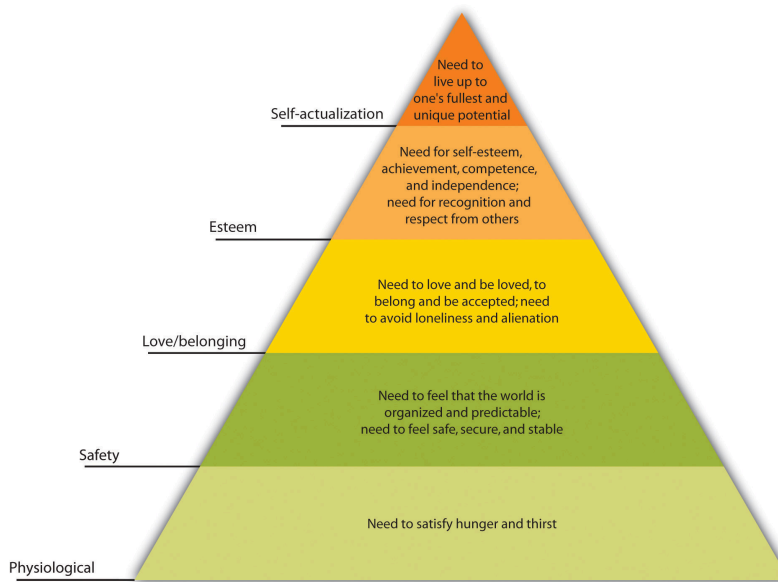 Need to
live up to
one's fullest and
unique potential
Self-actualization
Need for self-esteem,
achievement, competence,
and independence;
need for recognition and
respect from others
Esteem
Need to love and be loved, to
belong and be accepted; need
to avoid loneliness and alienation
Love/belonging
Need to feel that the world is
organized and predictable;
need to feel safe, secure, and stable
Safety
Need to satisfy hunger and thirst
Physiological